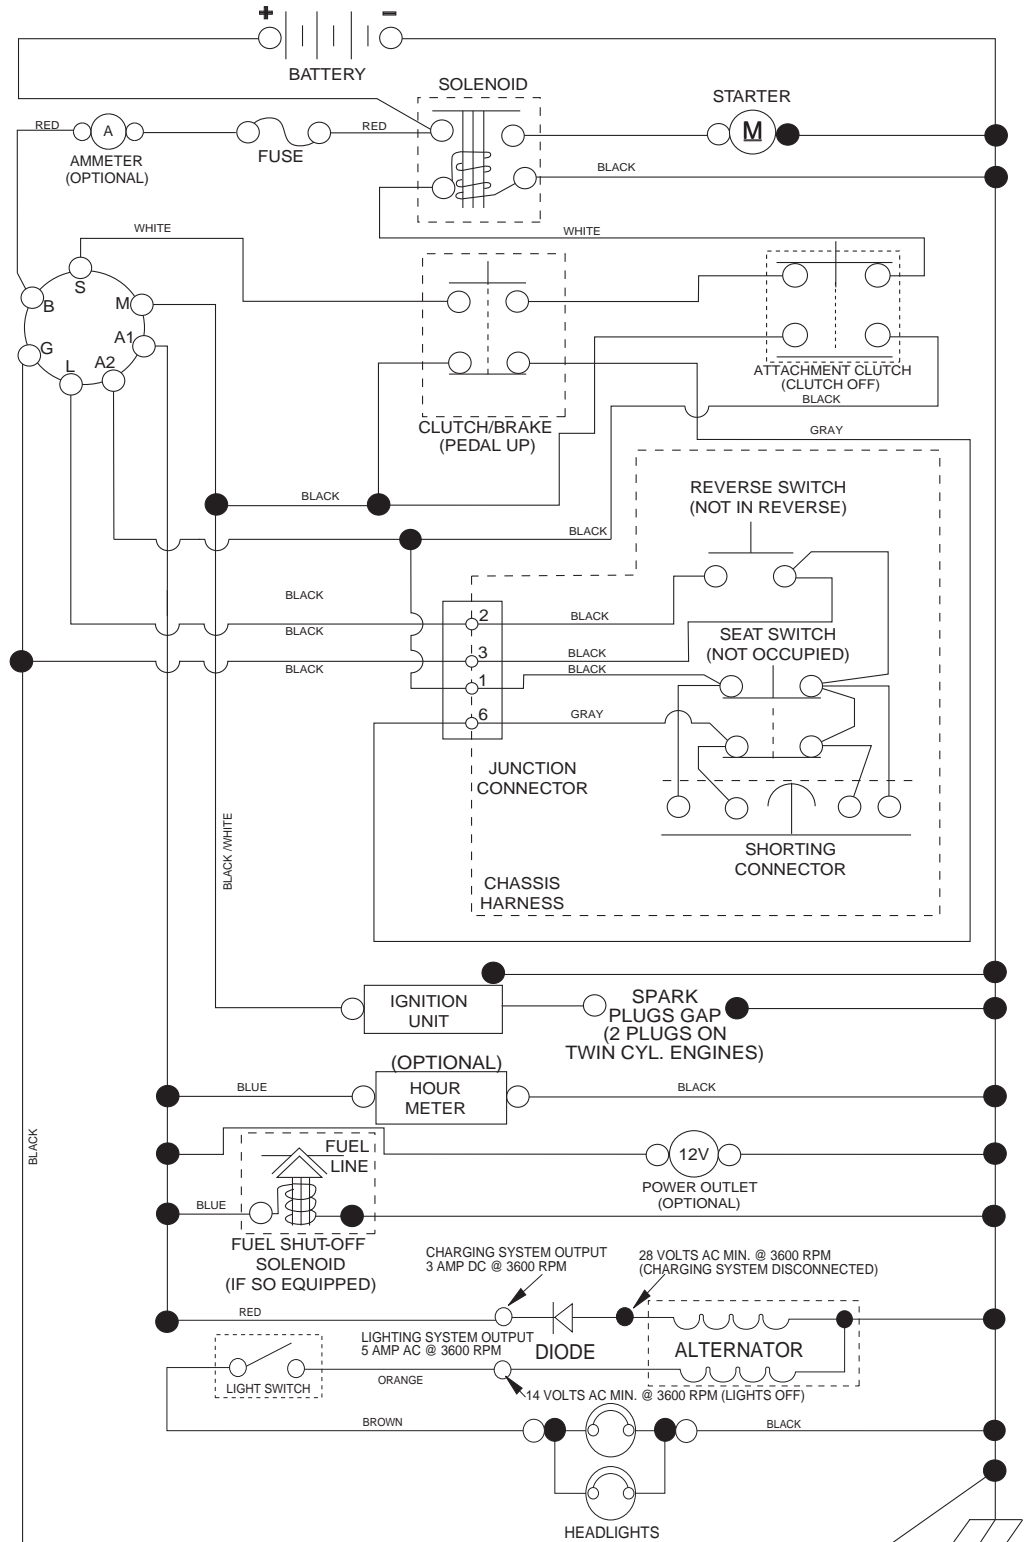 + –
BATTERY
SOLENOID
STARTER
RED
A
RED
M
AMMETER
(OPTIONAL)
FUSE
BLACK
WHITE
WHITE
S
B
M
G
A1
A2
L
ATTACHMENT CLUTCH
(CLUTCH OFF)
BLACK
CLUTCH/BRAKE
(PEDAL UP)
GRAY
REVERSE SWITCH
(NOT IN REVERSE)
BLACK
BLACK
BLACK
2
BLACK
BLACK
SEAT SWITCH
(NOT OCCUPIED)
3
BLACK
BLACK
BLACK
1
6
GRAY
JUNCTION
CONNECTOR
SHORTING
CONNECTOR
BLACK /WHITE
CHASSIS
HARNESS
IGNITION
UNIT
SPARK
PLUGS GAP
(2 PLUGS ON
TWIN CYL. ENGINES)
(OPTIONAL)
HOUR
METER
BLUE
BLACK
BLACK
FUEL
LINE
12V
POWER OUTLET
(OPTIONAL)
BLUE
FUEL SHUT-OFF
SOLENOID
(IF SO EQUIPPED)
CHARGING SYSTEM OUTPUT
3 AMP DC @ 3600 RPM
28 VOLTS AC MIN. @ 3600 RPM
(CHARGING SYSTEM DISCONNECTED)
RED
LIGHTING SYSTEM OUTPUT
5 AMP AC @ 3600 RPM
DIODE
ALTERNATOR
LIGHT SWITCH
ORANGE
14 VOLTS AC MIN. @ 3600 RPM (LIGHTS OFF)
BROWN
BLACK
HEADLIGHTS